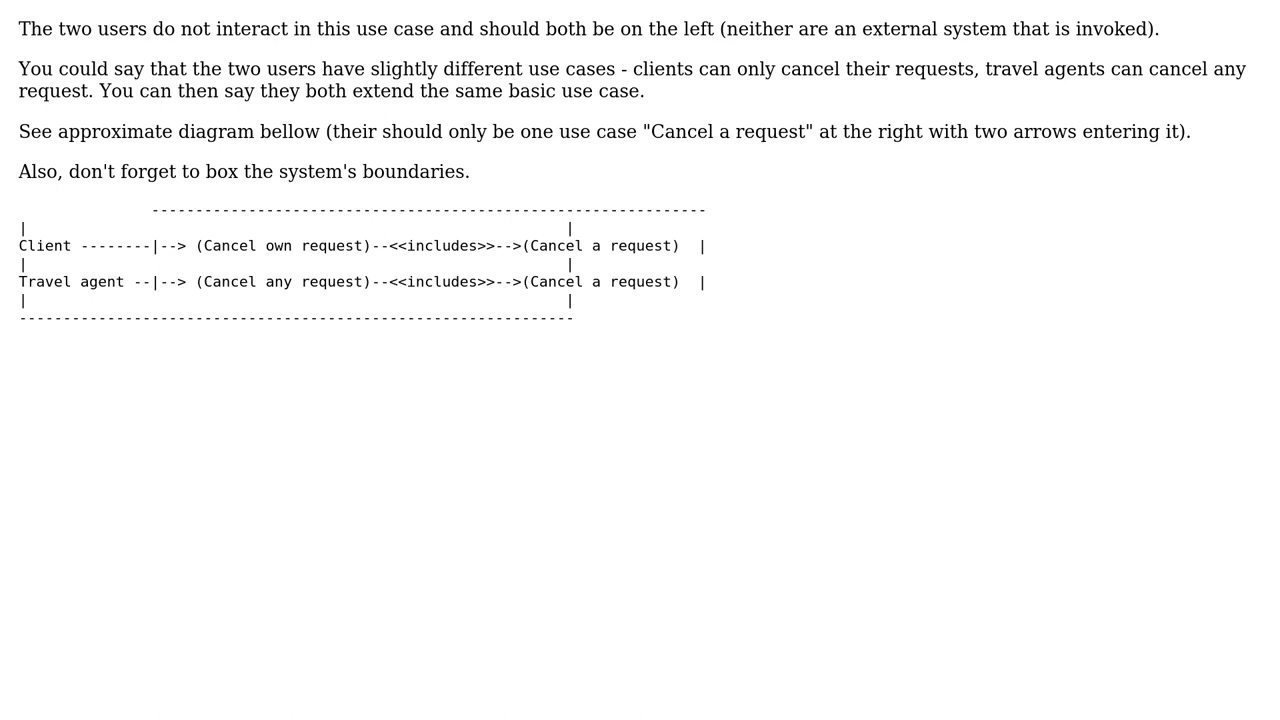 The two users do not interact in this use case and should both be on the left (neither are an external system that is invoked).
You could say that the two users have slightly different use cases - clients can only cancel their requests, travel agents can cancel any
request. You can then say they both extend the same basic use case.
See approximate diagram bellow (their should only be one use case "Cancel a request" at the right with two arrows entering it).
Also, don't forget to box the system's boundaries.
               ---------------------------------------------------------------
|                                                              |
Client --------|--> (Cancel own request)--<<includes>>-->(Cancel a request)  |
|                                                              |
Travel agent --|--> (Cancel any request)--<<includes>>-->(Cancel a request)  |
|                                                              |
---------------------------------------------------------------